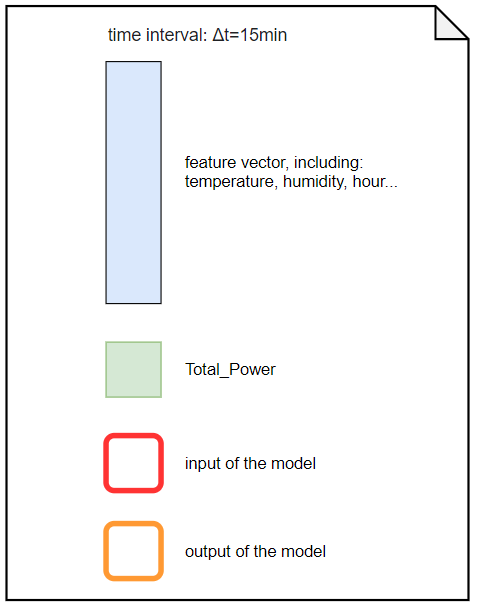 time interval: Δt=15min
feature vector, including:
temperature, humidity, hour...
Total_Power
input of the model
output of the model